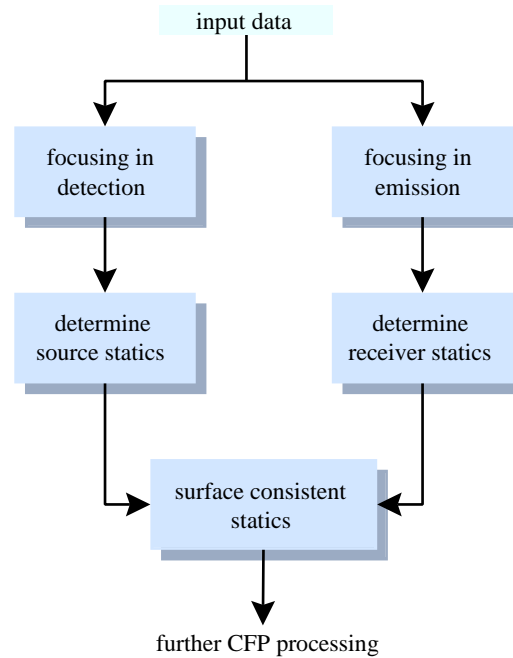 input data
focusing in
detection
focusing in
emission
determine
source statics
determine
receiver statics
surface consistent
statics
further CFP processing